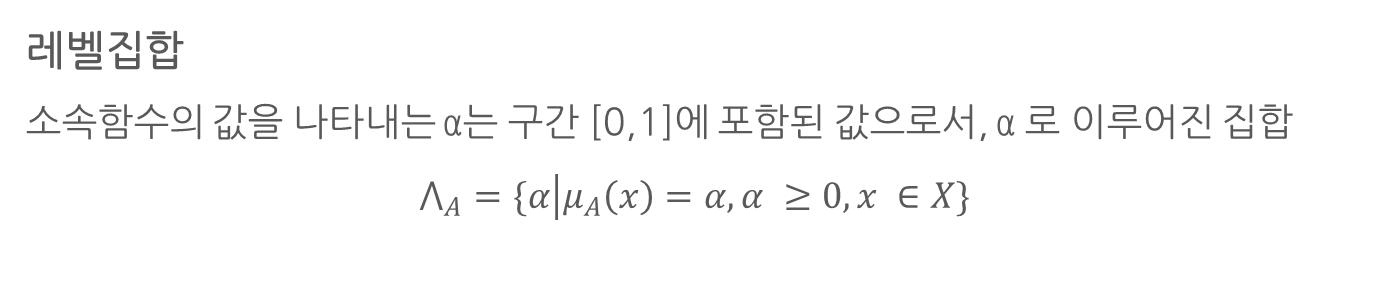 레벨집합
소속함수의 값을 나타내는 α는 구간 [0,1]에 포함된 값으로서, α 로 이루어진 집합
Λ_A = {α|μ_A(x) = α, α ≥ 0, x ∈ X}